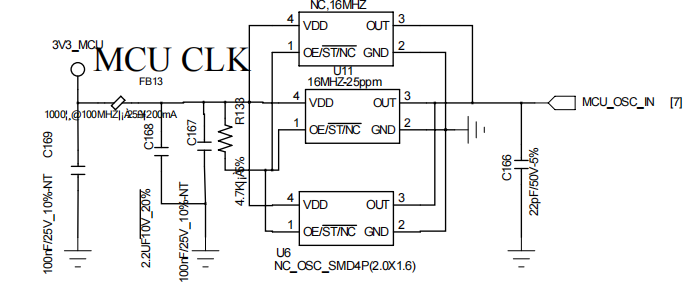 NC,16MHZ
4 VDD OUT 3
1 OE/ST/NC GND 2
3V3_MCU
MCU CLK
FB13
U11
16MHZ-25ppm
4 VDD OUT 3
1 OE/ST/NC GND 2
MCU_OSC_IN [7]
R133
C168
C167
C169
C166
22pF/50V-5%
100nF/25V_10%-NT
2.2UF10V_20%
100nF/25V_10%-NT
4 VDD OUT 3
1 OE/ST/NC GND 2
U6
NC_OSC_SMD4P(2.0X1.6)